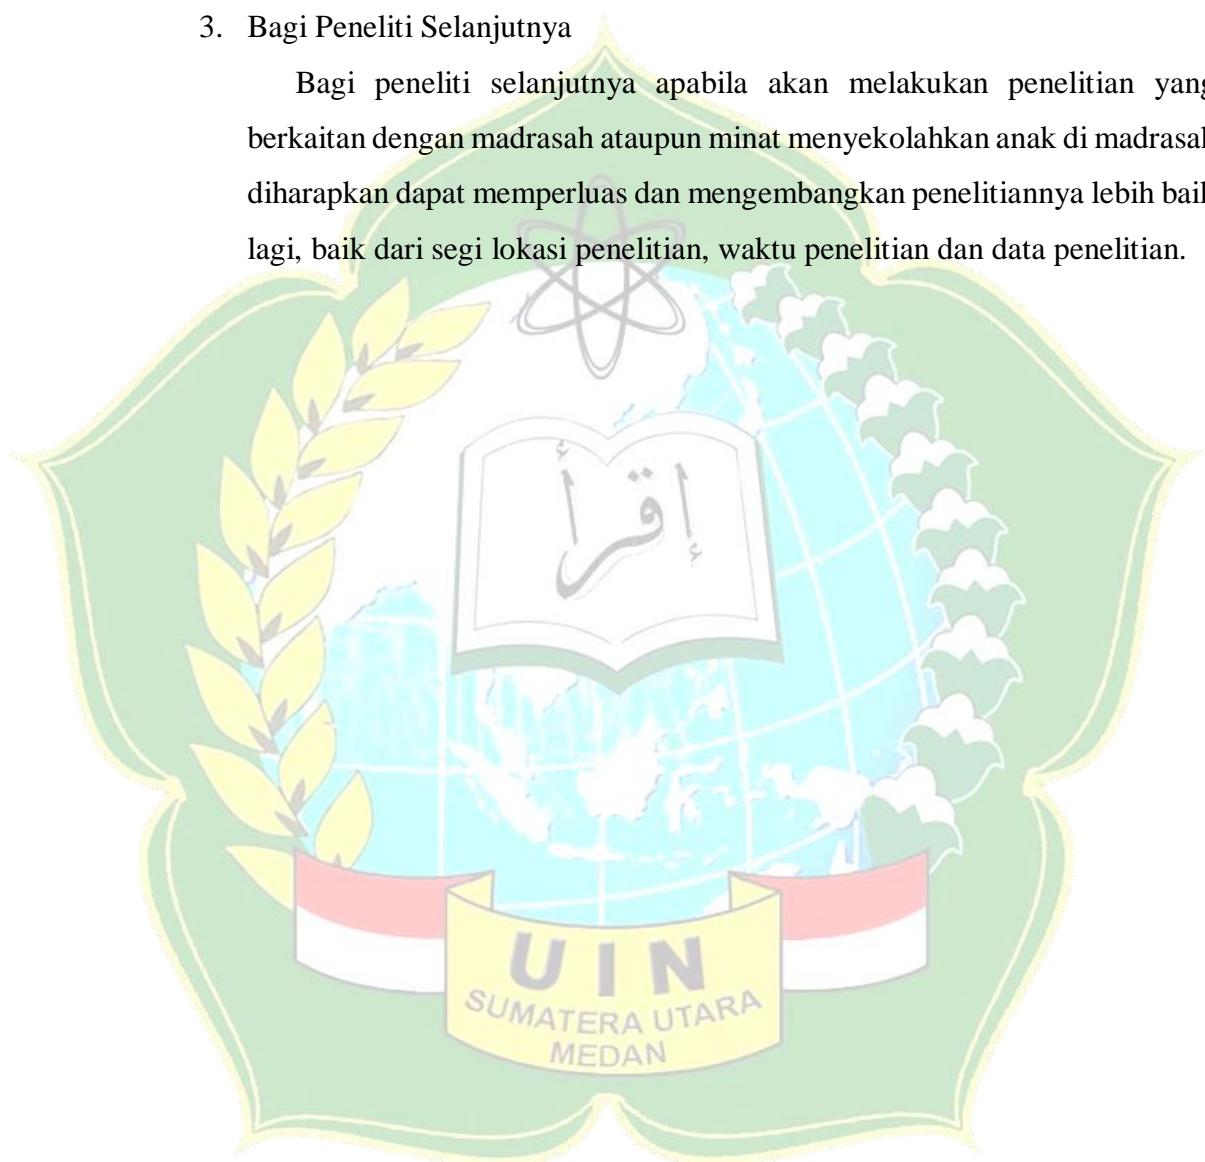 3. Bagi Peneliti Selanjutnya
Bagi peneliti selanjutnya apabila akan melakukan penelitian yang
berkaitan dengan madrasah ataupun minat menyekolahkan anak di madrasah
diharapkan dapat memperluas dan mengembangkan penelitiannya lebih baik
lagi, baik dari segi lokasi penelitian, waktu penelitian dan data penelitian.
إقرأ
UIN
SUMATERA UTARA
MEDAN